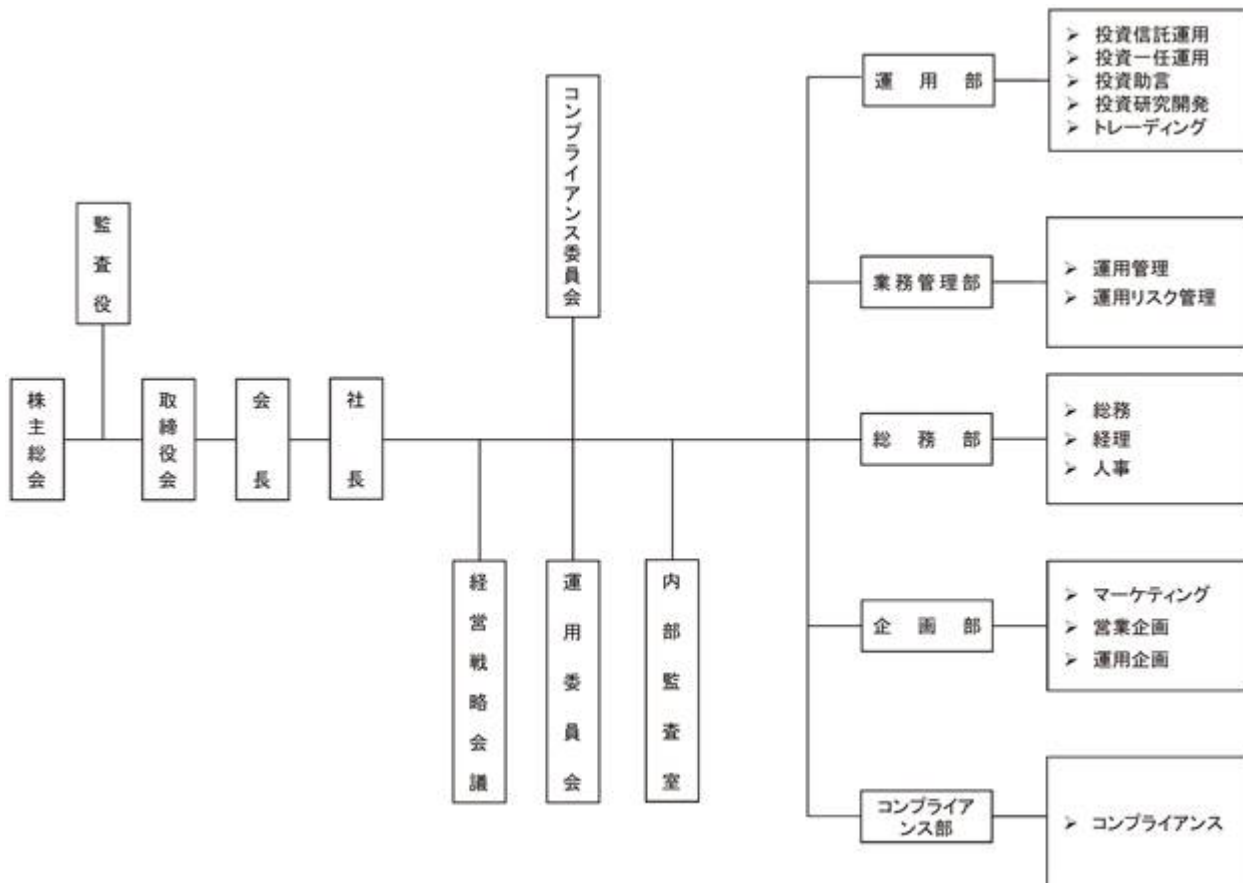 株主総会
監査役
取締役会
会長
社長
コンプライアンス委員会
経営戦略会議
運用委員会
内部監査室
運用部
➢ 投資信託運用
➢ 投資一任運用
➢ 投資助言
➢ 投資研究開発
➢ トレーディング
業務管理部
➢ 運用管理
➢ 運用リスク管理
総務部
➢ 総務
➢ 経理
➢ 人事
企画部
➢ マーケティング
➢ 営業企画
➢ 運用企画
コンプライア
ンス部
➢ コンプライアンス